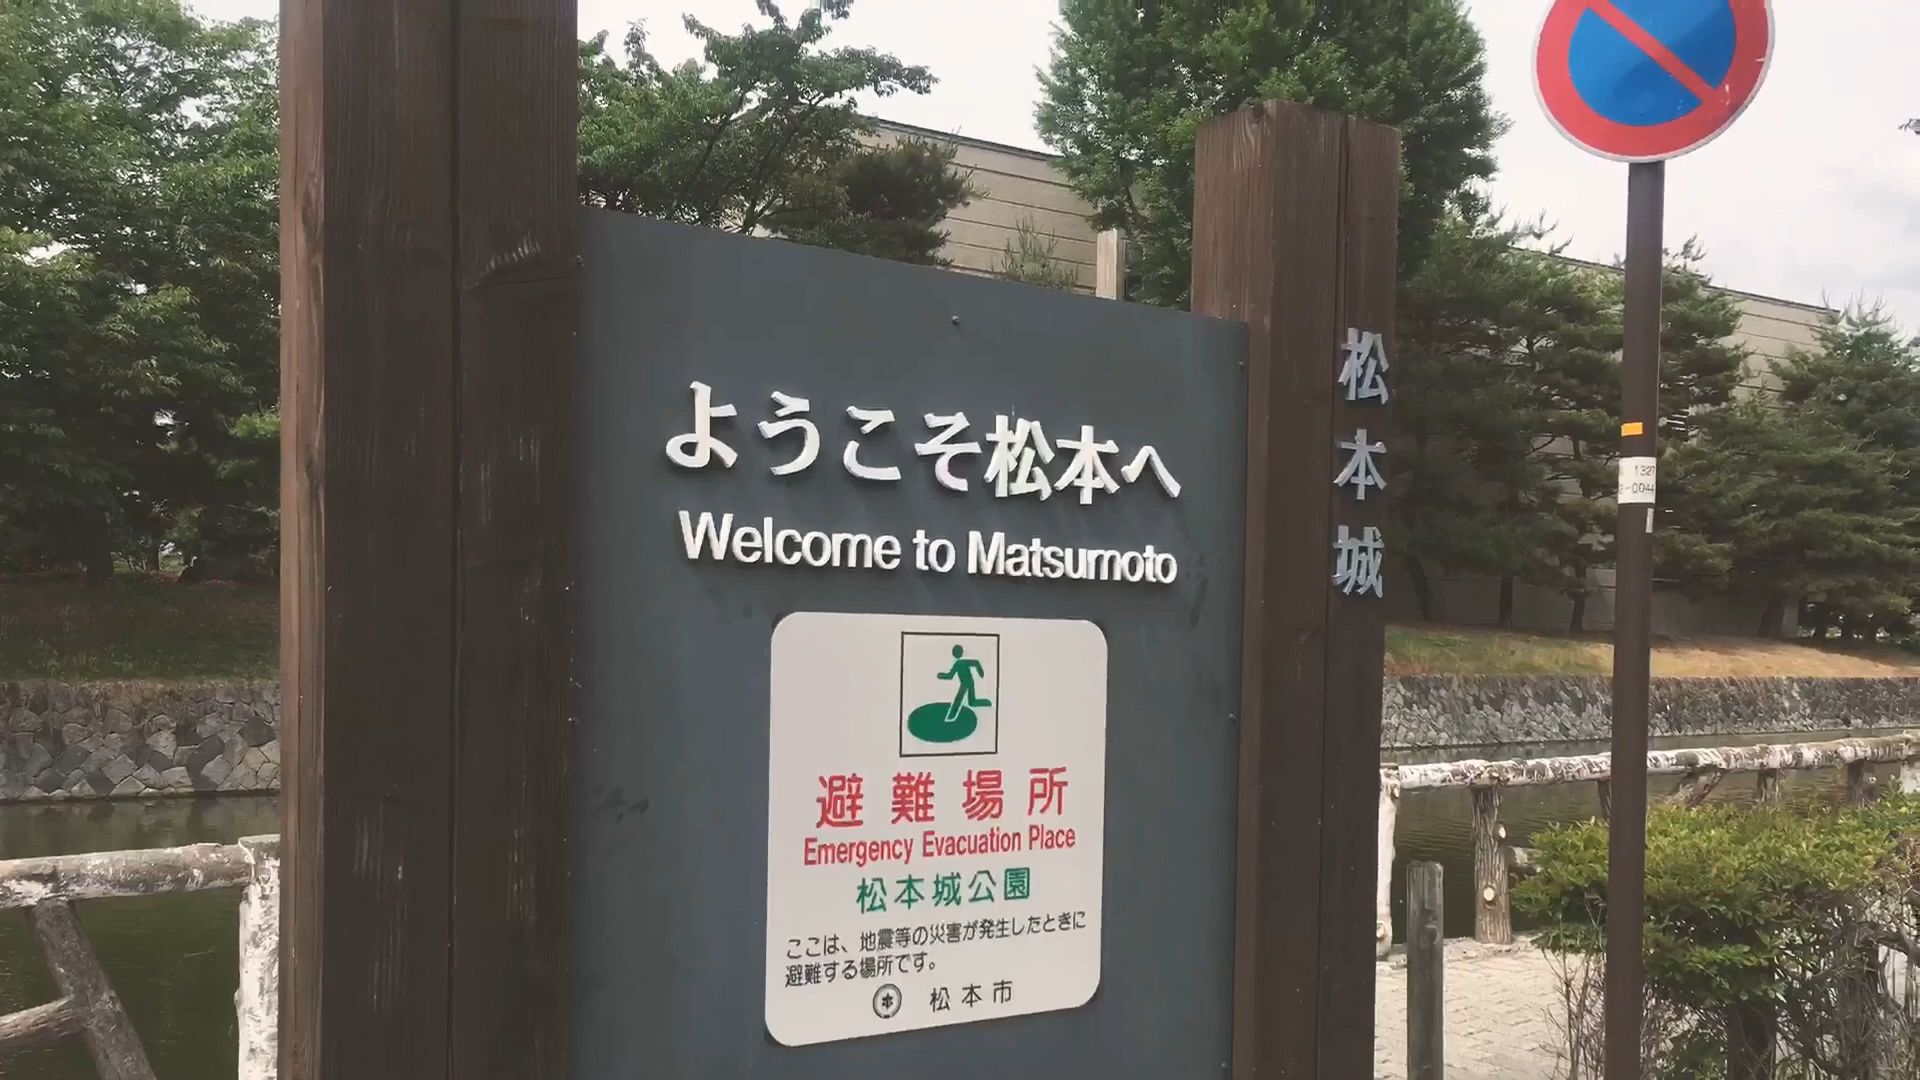 ようこそ松本へ
Welcome to Matsumoto
避難場所
Emergency Evacuation Place
松本城公園
ここは、地震等の災害が発生したときに
避難する場所です。
松本市
松本城
1327